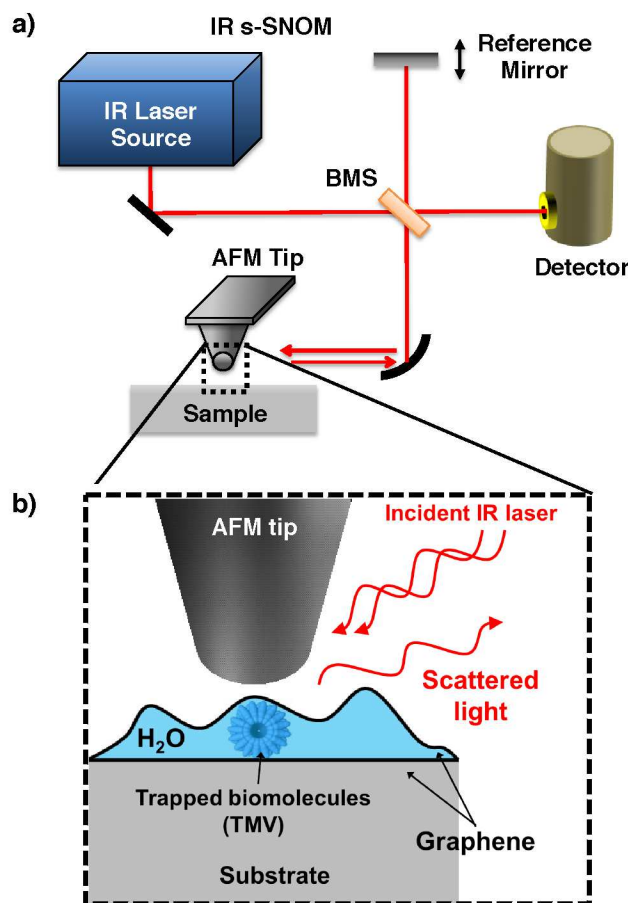 a)
IR s-SNOM
Reference
Mirror
IR Laser
Source
BMS
Detector
AFM Tip
Sample
b)
AFM tip
Incident IR laser
Scattered
light
H₂O
Trapped biomolecules
(TMV)
Graphene
Substrate